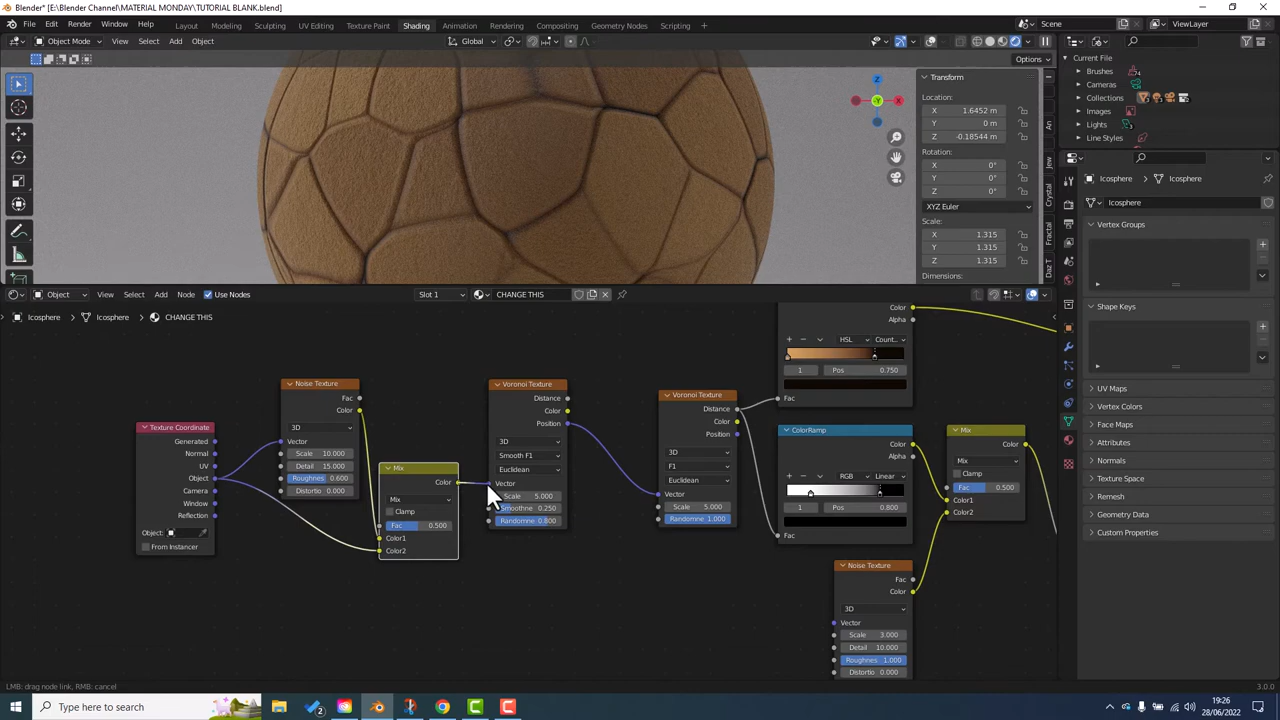 Blender* [E:\Blender Channel\MATERIAL MONDAY\TUTORIAL BLANK.blend]
File Edit Render Window Help Layout Modeling Sculpting UV Editing Texture Paint Shading Animation Rendering Compositing Geometry Nodes Scripting Scene ViewLayer
Object Mode View Select Add Object Global
Options
Transform
Location:
X 1.6452 m
Y 0 m
Z -0.18544 m
Rotation:
X 0°
Y 0°
Z 0°
XYZ Euler
Scale:
X 1.315
Y 1.315
Z 1.315
Dimensions:
An
Jew
Crystal
Fractal
Daz T
X
Y
Z
Current File
Brushes
Cameras
Collections
Images
Lights
Line Styles
Icosphere Icosphere
Icosphere
Vertex Groups
Shape Keys
UV Maps
Vertex Colors
Face Maps
Attributes
Normals
Texture Space
Remesh
Geometry Data
Custom Properties
Object View Select Add Node Use Nodes Slot 1 CHANGE THIS
Icosphere Icosphere CHANGE THIS
Texture Coordinate
Generated
Normal
UV
Object
Camera
Window
Reflection
Object:
From Instancer
Noise Texture
Fac
Color
3D
Vector
Scale 10.000
Detail 15.000
Roughnes 0.600
Distortio 0.000
Mix
Color
Mix
Clamp
Fac 0.500
Color1
Color2
Voronoi Texture
Distance
Color
Position
3D
Smooth F1
Euclidean
Vector
Scale 5.000
Smoothne 0.250
Randomne 0.800
Voronoi Texture
Distance
Color
Position
3D
F1
Euclidean
Vector
Scale 5.000
Randomne 1.000
Color
Alpha
HSL Count...
1 Pos 0.750
Fac
ColorRamp
Color
Alpha
RGB Linear
1 Pos 0.800
Fac
Mix
Color
Mix
Clamp
Fac 0.500
Color1
Color2
Noise Texture
Fac
Color
3D
Vector
Scale 3.000
Detail 10.000
Roughnes 1.000
Distortio 0.000
LMB: drag node link, RMB: cancel
3.0.0
Type here to search
19:26
28/06/2022